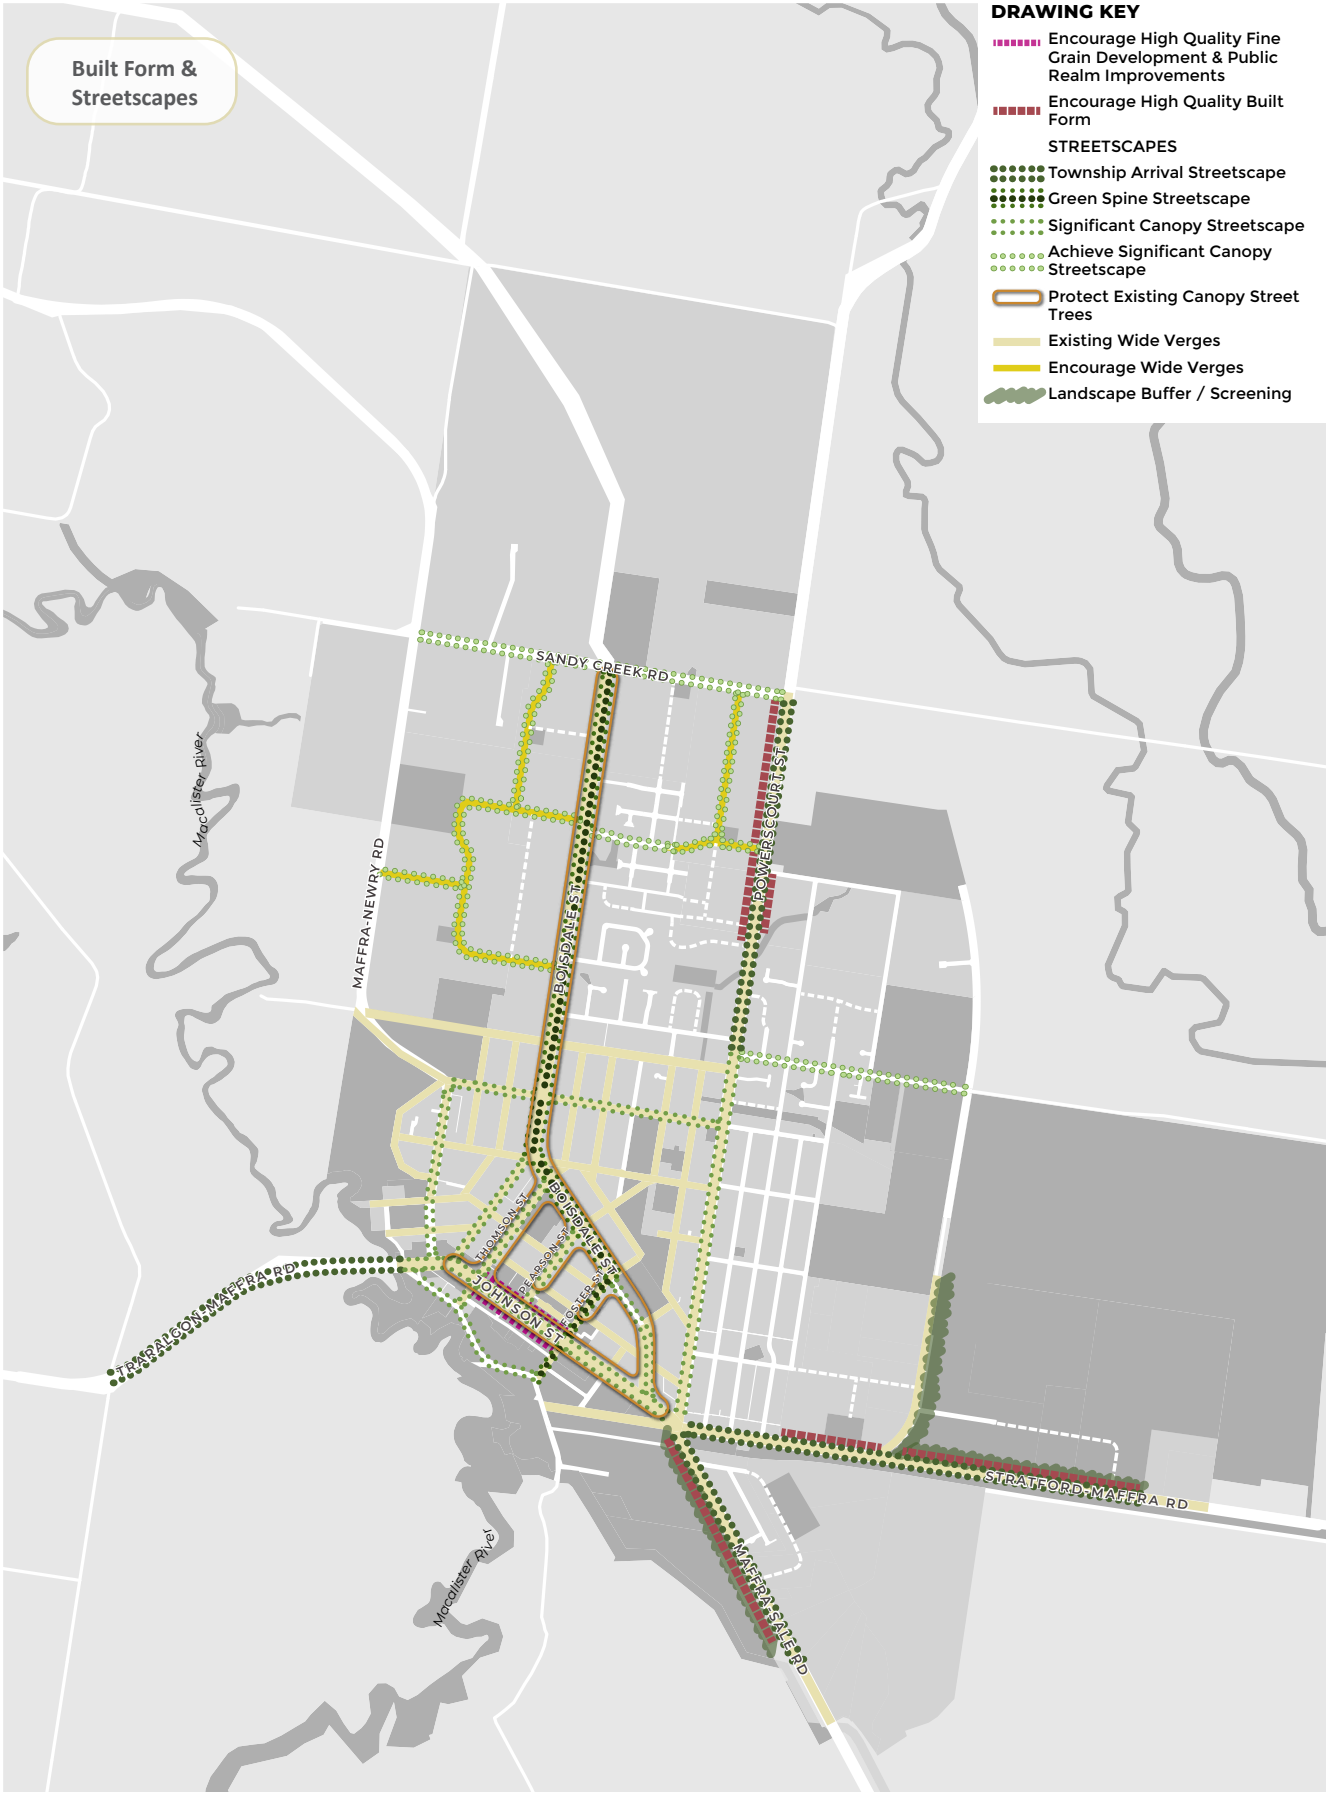 Built Form &
Streetscapes
DRAWING KEY
Encourage High Quality Fine
Grain Development & Public
Realm Improvements
Encourage High Quality Built
Form
STREETSCAPES
Township Arrival Streetscape
Green Spine Streetscape
Significant Canopy Streetscape
Achieve Significant Canopy
Streetscape
Protect Existing Canopy Street
Trees
Existing Wide Verges
Encourage Wide Verges
Landscape Buffer / Screening
SANDY CREEK RD
Macalister River
POWERSCOURT ST
MAFFRA-NEWRY RD
BOISDALE ST
THOMSON ST
BOISDALE ST
PEARSON ST
FOSTER ST
JOHNSON ST
TRARALGON-MAFFRA RD
STRATFORD-MAFFRA RD
MAFFRA-SALE RD
Macalister River